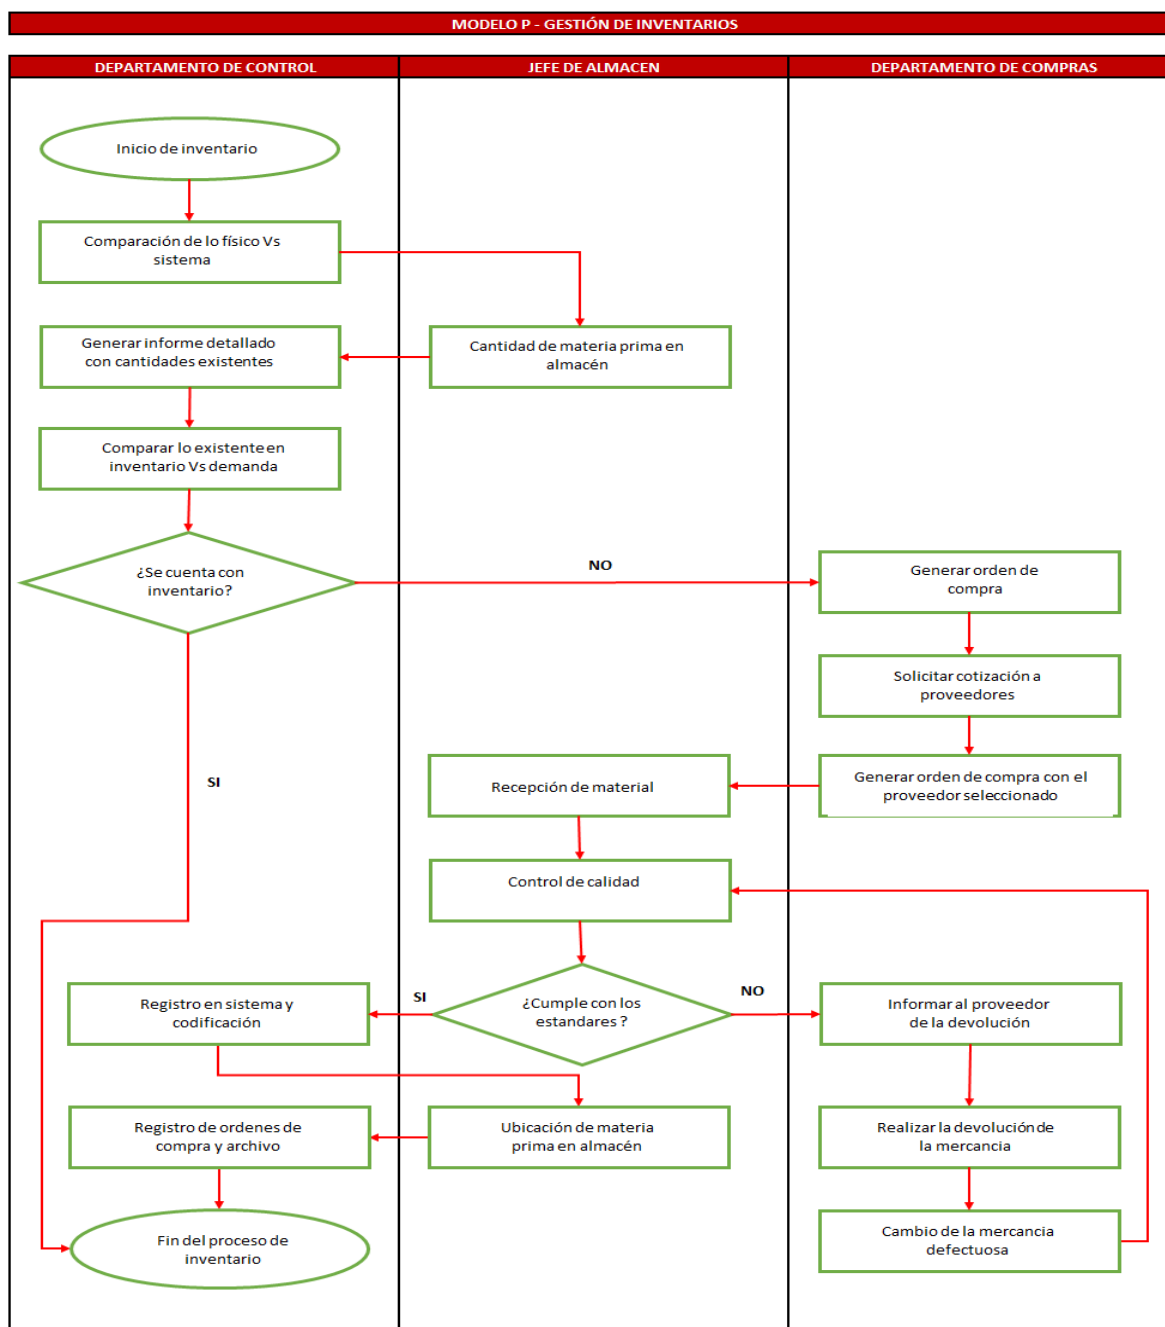 MODELO P - GESTIÓN DE INVENTARIOS
DEPARTAMENTO DE CONTROL
JEFE DE ALMACEN
DEPARTAMENTO DE COMPRAS
Inicio de inventario
Comparación de lo físico Vs
sistema
Generar informe detallado
con cantidades existentes
Cantidad de materia prima en
almacén
Comparar lo existente en
inventario Vs demanda
¿Se cuenta con
inventario?
NO
Generar orden de
compra
Solicitar cotización a
proveedores
SI
Recepción de material
Generar orden de compra con el
proveedor seleccionado
Control de calidad
Registro en sistema y
codificación
SI
¿Cumple con los
estandares ?
NO
Informar al proveedor
de la devolución
Registro de ordenes de
compra y archivo
Ubicación de materia
prima en almacén
Realizar la devolución de
la mercancia
Fin del proceso de
inventario
Cambio de la mercancia
defectuosa